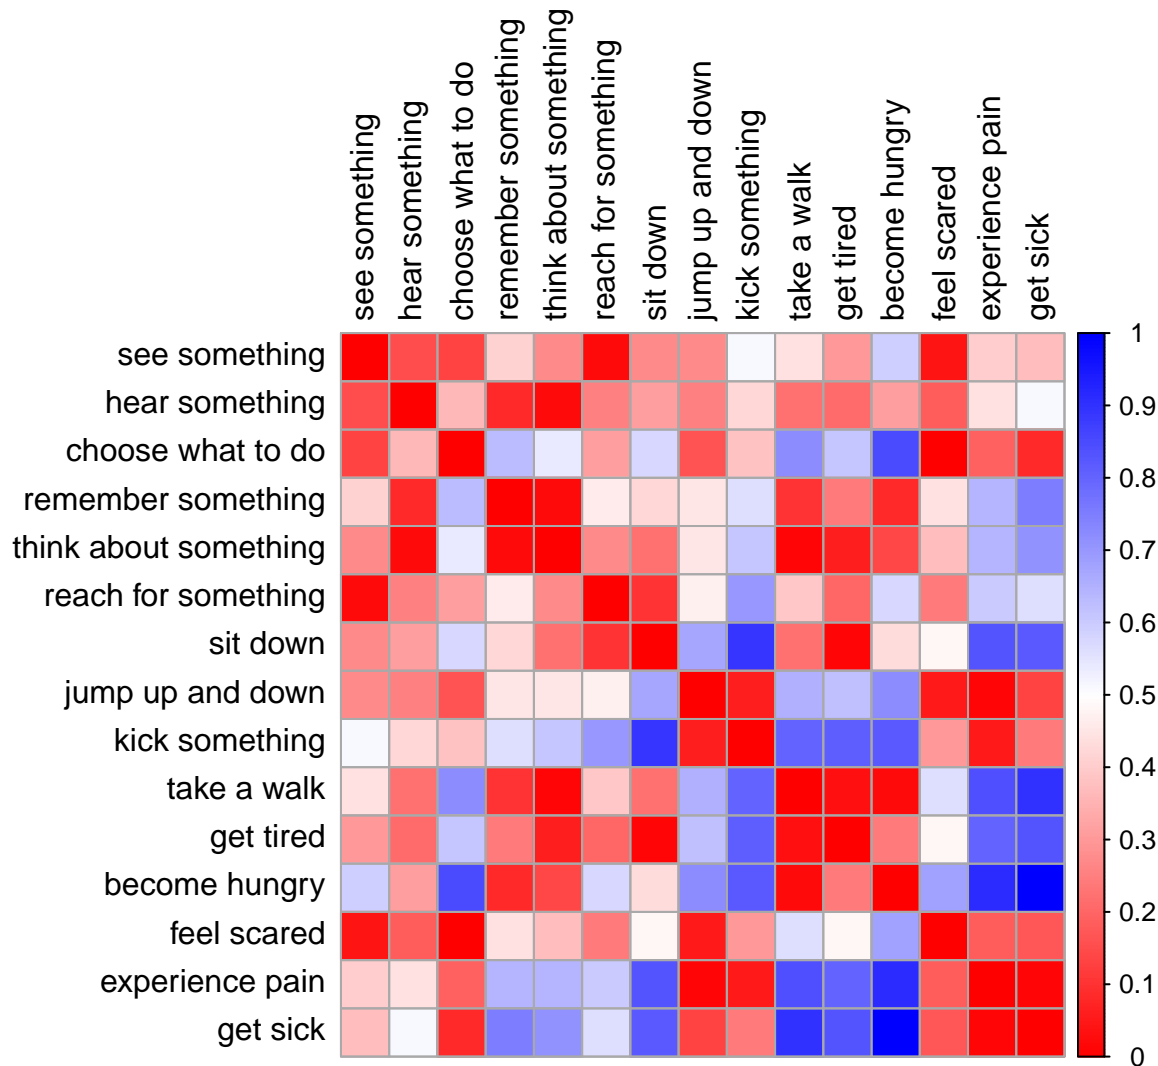 see something
hear something
choose what to do
remember something
think about something
reach for something
sit down
jump up and down
kick something
take a walk
get tired
become hungry
feel scared
experience pain
get sick
see something
hear something
choose what to do
remember something
think about something
reach for something
sit down
jump up and down
kick something
take a walk
get tired
become hungry
feel scared
experience pain
get sick
1
0.9
0.8
0.7
0.6
0.5
0.4
0.3
0.2
0.1
0